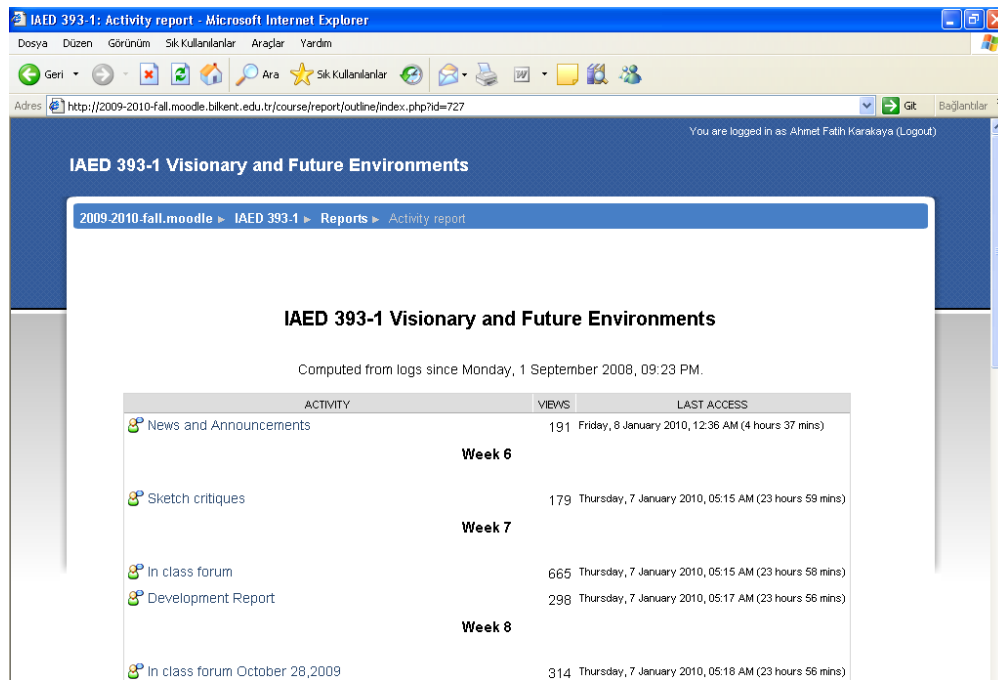 IAED 393-1: Activity report - Microsoft Internet Explorer
Dosya Düzen Görünüm Sık Kullanılanlar Araçlar Yardım
Geri Ara Sık Kullanılanlar
Adres http://2009-2010-fall.moodle.bilkent.edu.tr/course/report/outline/index.php?id=727 Git Bağlantılar
You are logged in as Ahmet Fatih Karakaya (Logout)
IAED 393-1 Visionary and Future Environments
2009-2010-fall.moodle ► IAED 393-1 ► Reports ► Activity report
IAED 393-1 Visionary and Future Environments
Computed from logs since Monday, 1 September 2008, 09:23 PM.
ACTIVITY VIEWS LAST ACCESS
News and Announcements 191 Friday, 8 January 2010, 12:36 AM (4 hours 37 mins)
Week 6
Sketch critiques 179 Thursday, 7 January 2010, 05:15 AM (23 hours 59 mins)
Week 7
In class forum 665 Thursday, 7 January 2010, 05:15 AM (23 hours 58 mins)
Development Report 298 Thursday, 7 January 2010, 05:17 AM (23 hours 56 mins)
Week 8
In class forum October 28,2009 314 Thursday, 7 January 2010, 05:18 AM (23 hours 56 mins)